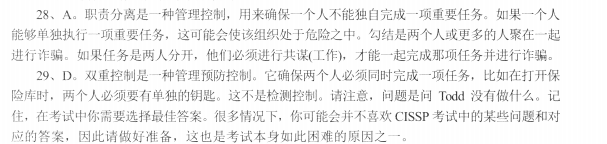 28、A。职责分离是一种管理控制，用来确保一个人不能独自完成一项重要任务。如果一个人
能够单独执行一项重要任务，这可能会使该组织处于危险之中。勾结是两个人或更多的人聚在一起
进行诈骗。如果任务是两人分开，他们必须进行共谋(工作)，才能一起完成那项任务并进行诈骗。
29、D。双重控制是一种管理预防控制。它确保两个人必须同时完成一项任务，比如在打开保
险库时，两个人必须要有单独的钥匙。这不是检测控制。请注意，问题是问 Todd 没有做什么。记
住，在考试中你需要选择最佳答案。很多情况下，你可能会并不喜欢 CISSP 考试中的某些问题和对
应的答案，因此请做好准备，这也是考试本身如此困难的原因之一。